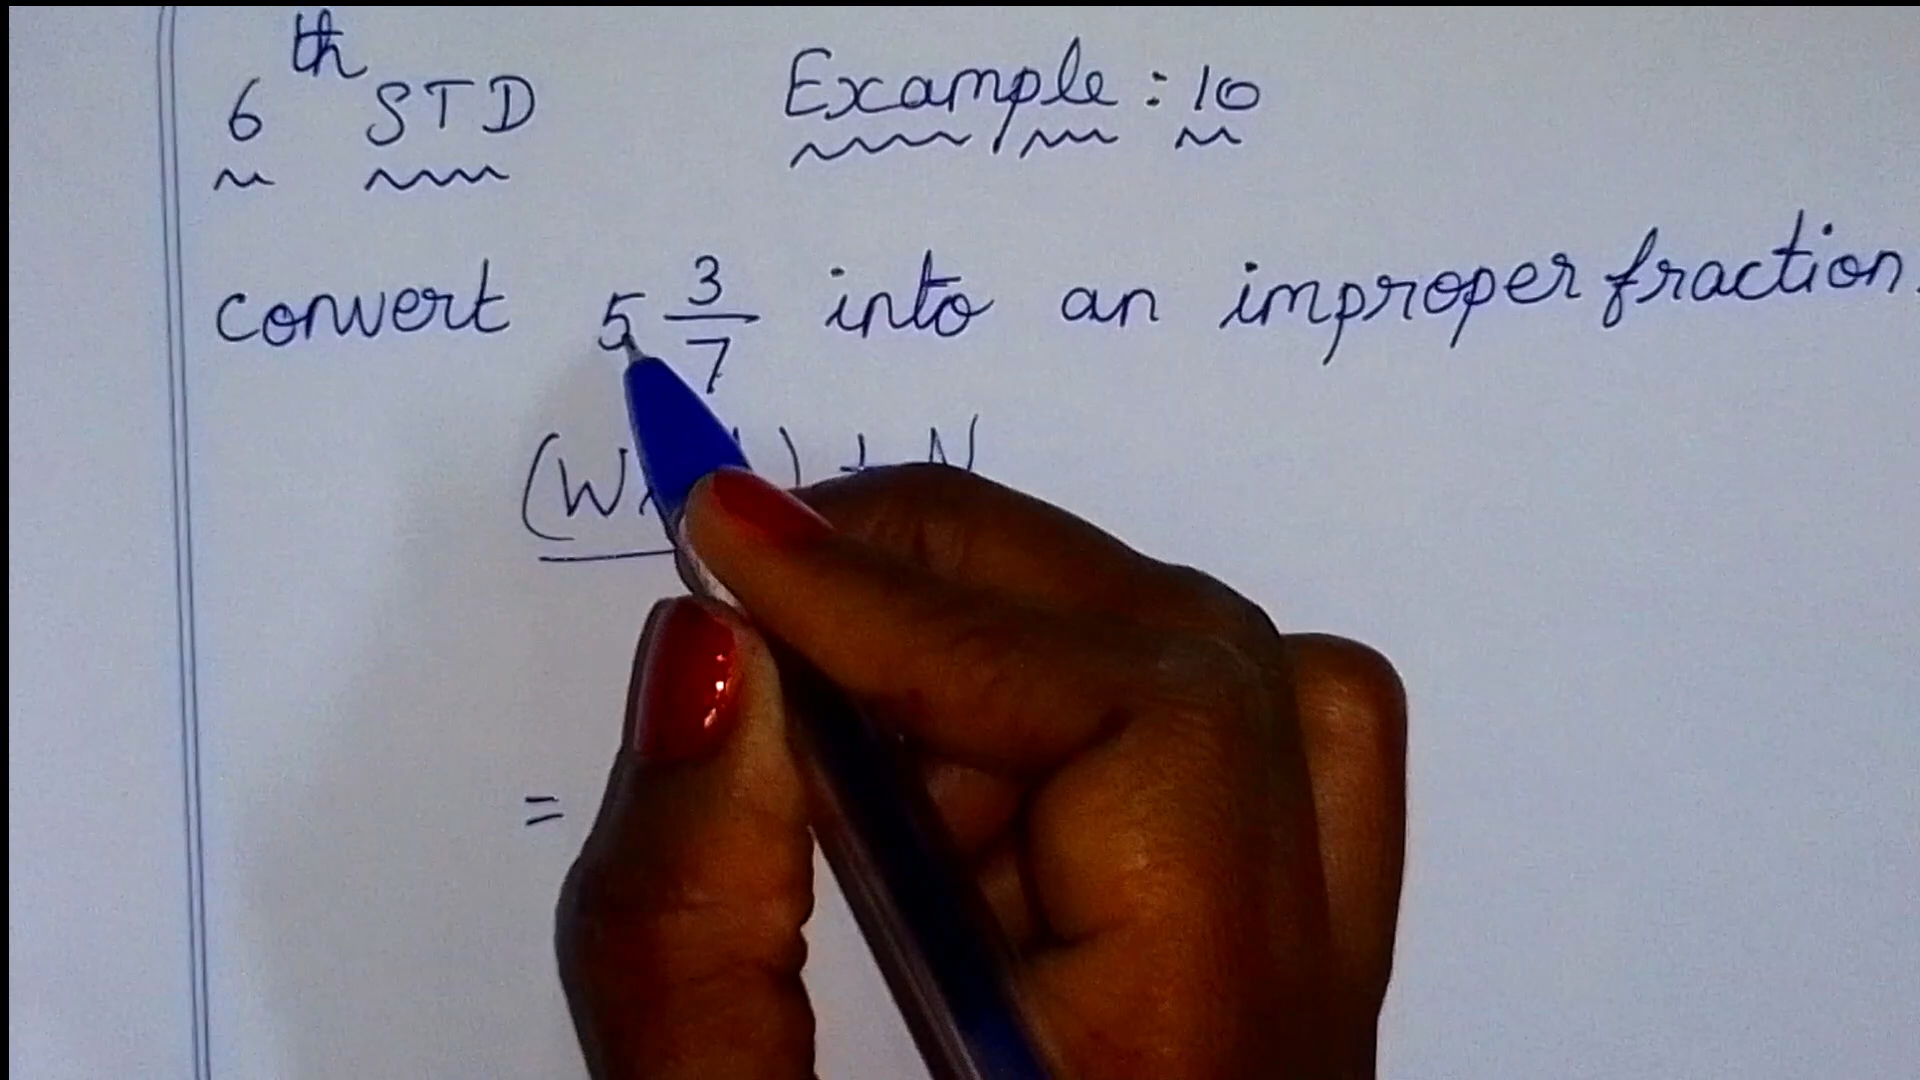 6th STD Example : 10
Convert 5 3/7 into an improper fraction.
(W ) + N
=